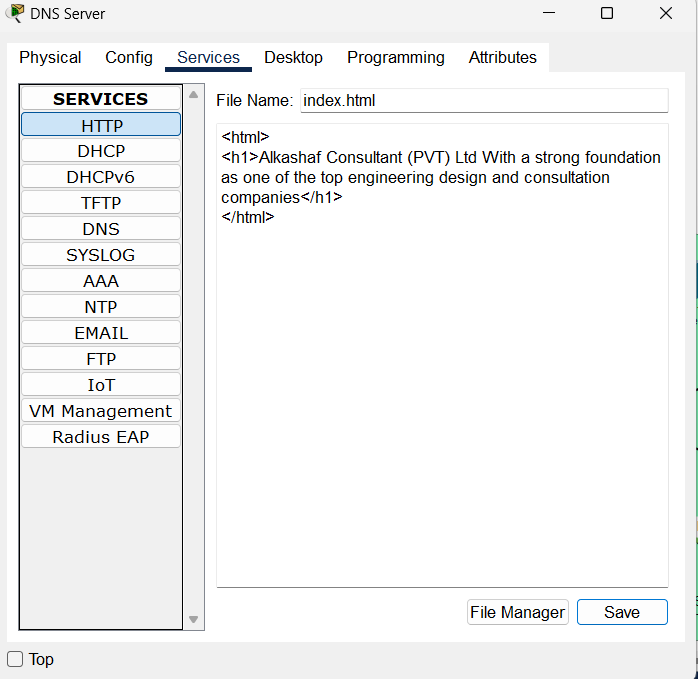 DNS Server
Physical Config Services Desktop Programming Attributes
SERVICES
HTTP
DHCP
DHCPv6
TFTP
DNS
SYSLOG
AAA
NTP
EMAIL
FTP
IoT
VM Management
Radius EAP
File Name: index.html
<html>
<h1>Alkashaf Consultant (PVT) Ltd With a strong foundation
as one of the top engineering design and consultation
companies</h1>
</html>
File Manager Save
Top